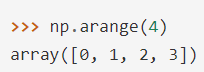 >>> np.arange(4)
array([0, 1, 2, 3])